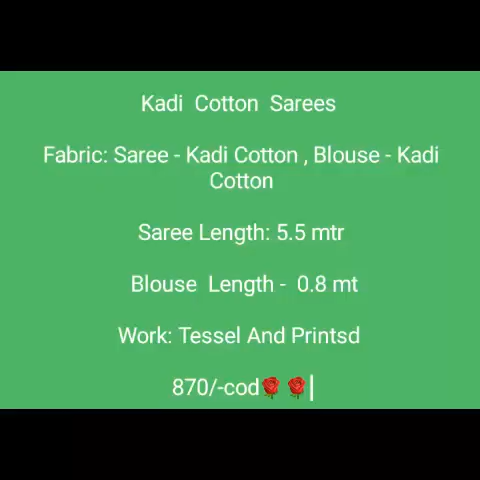 Kadi Cotton Sarees
Fabric: Saree - Kadi Cotton , Blouse - Kadi
Cotton
Saree Length: 5.5 mtr
Blouse Length - 0.8 mt
Work: Tessel And Printsd
870/-cod🌹🌹